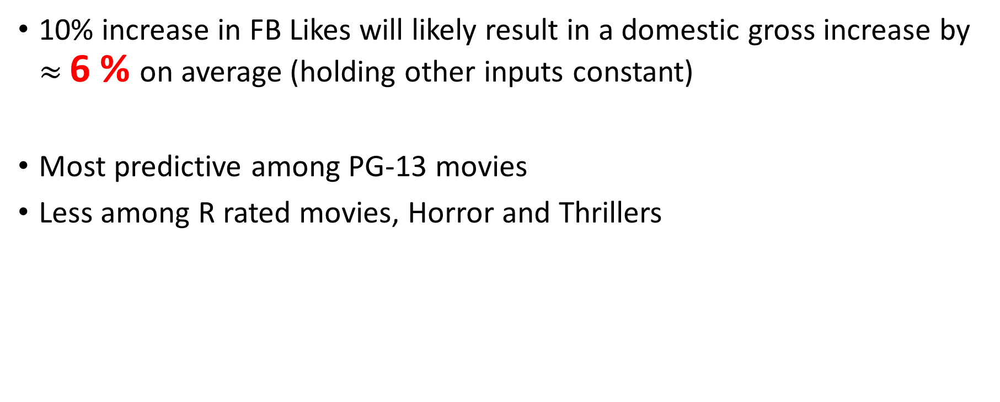 • 10% increase in FB Likes will likely result in a domestic gross increase by
≈ 6 % on average (holding other inputs constant)
• Most predictive among PG-13 movies
• Less among R rated movies, Horror and Thrillers